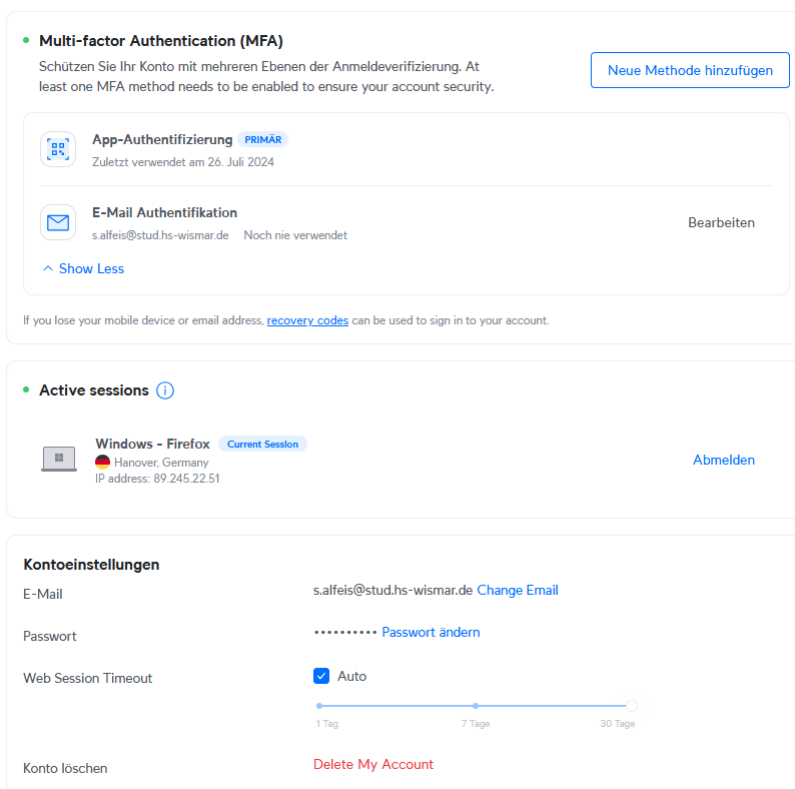 Multi-factor Authentication (MFA)
Schützen Sie Ihr Konto mit mehreren Ebenen der Anmeldeverifizierung. At
least one MFA method needs to be enabled to ensure your account security.
Neue Methode hinzufügen
App-Authentifizierung PRIMÄR
Zuletzt verwendet am 26. Juli 2024
E-Mail Authentifikation
s.alfeis@stud.hs-wismar.de Noch nie verwendet
Bearbeiten
Show Less
If you lose your mobile device or email address, recovery codes can be used to sign in to your account.
Active sessions
Windows - Firefox Current Session
Hanover, Germany
IP address: 89.245.22.51
Abmelden
Kontoeinstellungen
E-Mail s.alfeis@stud.hs-wismar.de Change Email
Passwort •••••••••• Passwort ändern
Web Session Timeout Auto
1 Tag 7 Tage 30 Tage
Konto löschen Delete My Account